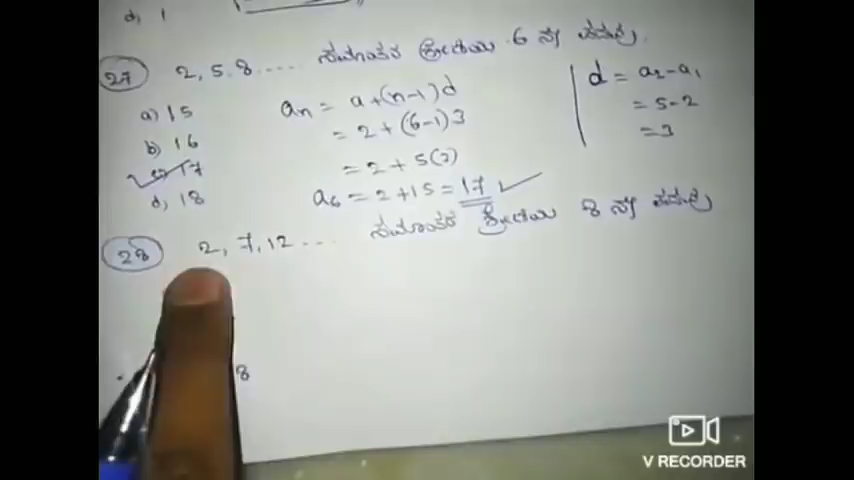 d) 1
27 2, 5, 8 ..... ಸಮಾಂತರ ಶ್ರೇಣಿಯ 6 ನೇ ಪದವು
a) 15
b) 16
c) 17
d) 18
an = a+(n-1)d
= 2 + (6-1)3
= 2 + 5(3)
a6 = 2+15 = 17
d = a2-a1
= 5-2
= 3
28 2, 7, 12 ... ಸಮಾಂತರ ಶ್ರೇಣಿಯ 8 ನೇ ಪದವು
8
V RECORDER